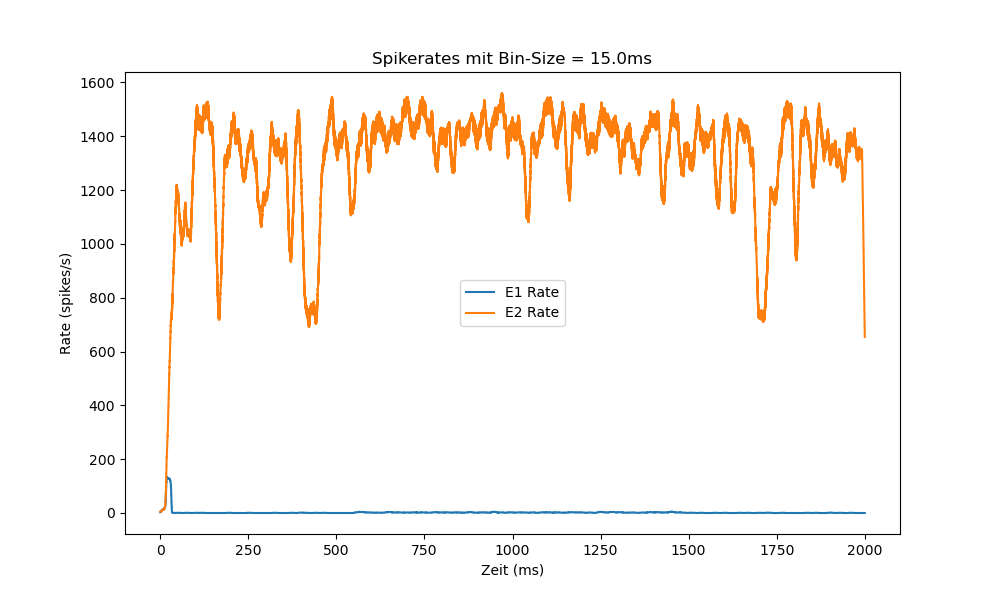 Spikerates mit Bin-Size = 15.0ms
1600
1400
1200
1000
800
600
400
200
0
Rate (spikes/s)
E1 Rate
E2 Rate
0 250 500 750 1000 1250 1500 1750 2000
Zeit (ms)